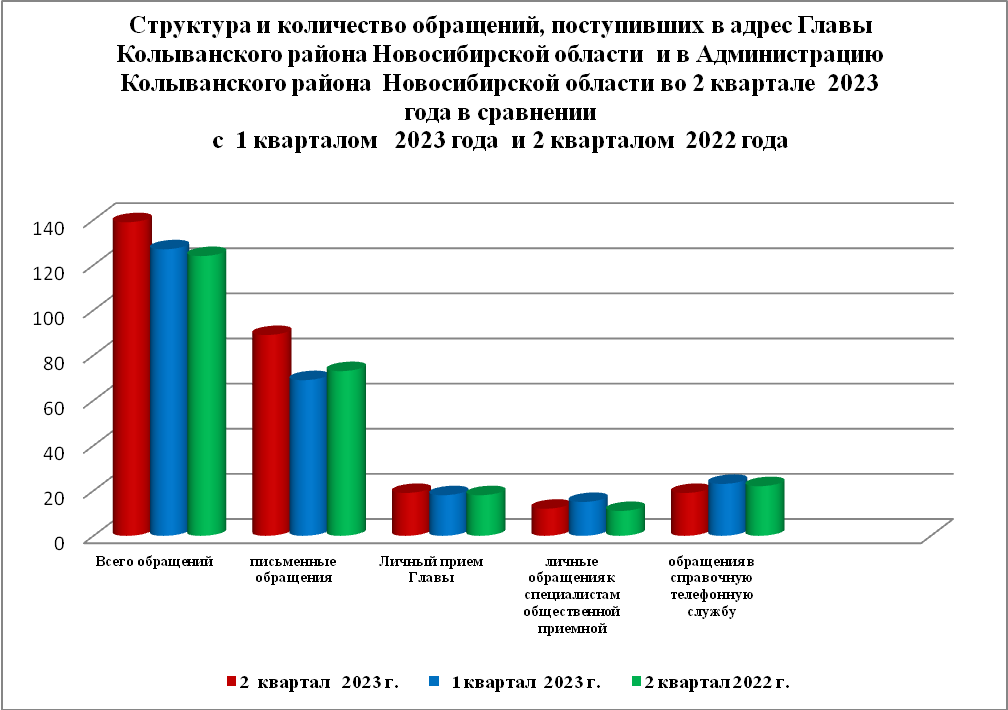 Структура и количество обращений, поступивших в адрес Главы
Колыванского района Новосибирской области и в Администрацию
Колыванского района Новосибирской области во 2 квартале 2023
года в сравнении
с 1 кварталом 2023 года и 2 кварталом 2022 года
140
120
100
80
60
40
20
0
Всего обращений
письменные
обращения
Личный прием
Главы
личные
обращения к
специалистам
общественной
приемной
обращения в
справочную
телефонную
службу
2 квартал 2023 г.
1 квартал 2023 г.
2 квартал 2022 г.